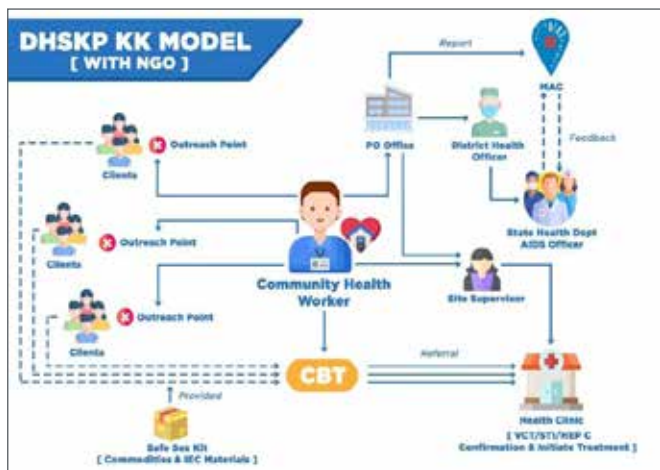 DHSKP KK MODEL
[ WITH NGO ]
Report
MAC
Feedback
PO Office
District Health
Officer
State Health Dept
AIDS Officer
Outreach Point
Clients
Outreach Point
Clients
Outreach Point
Clients
Community Health
Worker
Site Supervisor
CBT
Referral
Provided
Safe Sex Kit
[ Commodities & IEC Materials ]
Health Clinic
[ VCT/STI/HEP C
Confirmation & Initiate Treatment ]